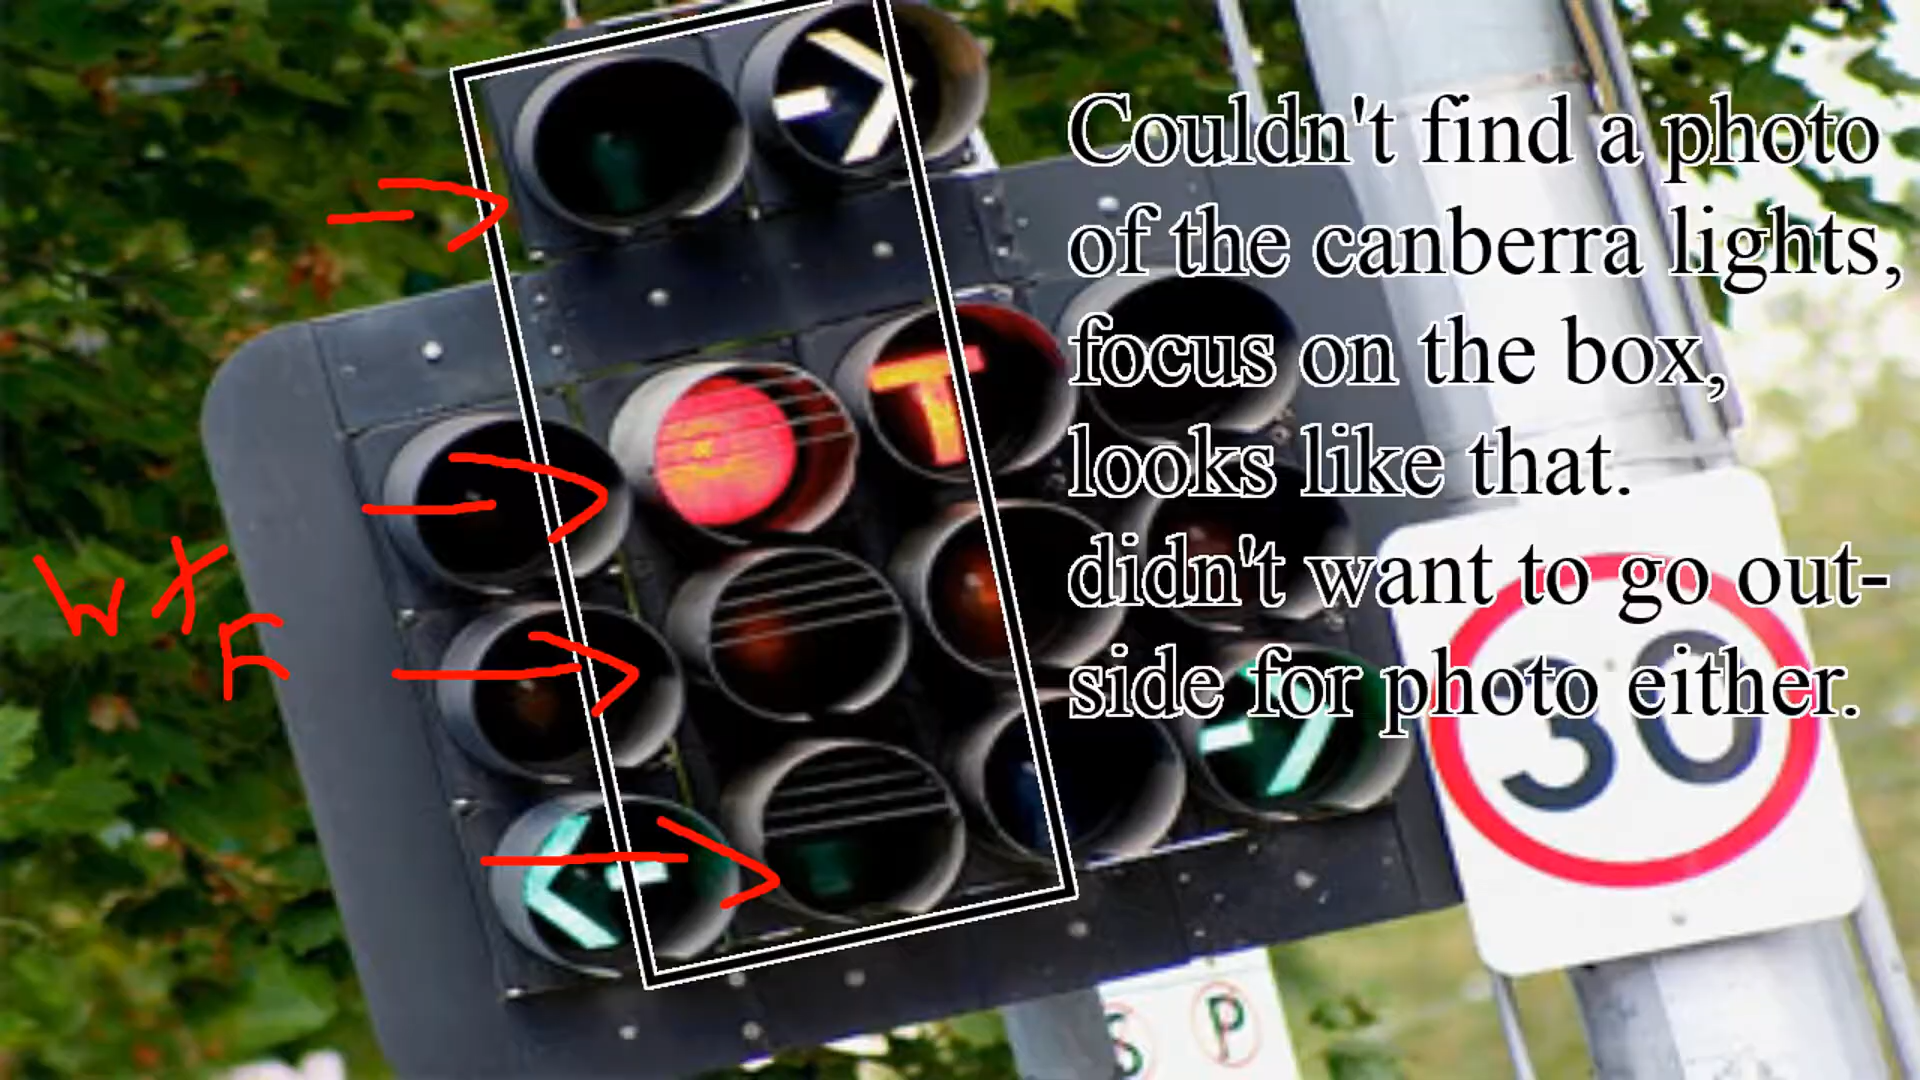 Couldn't find a photo
of the canberra lights,
focus on the box,
looks like that.
didn't want to go out-
side for photo either.
T
WT
F
30
S P